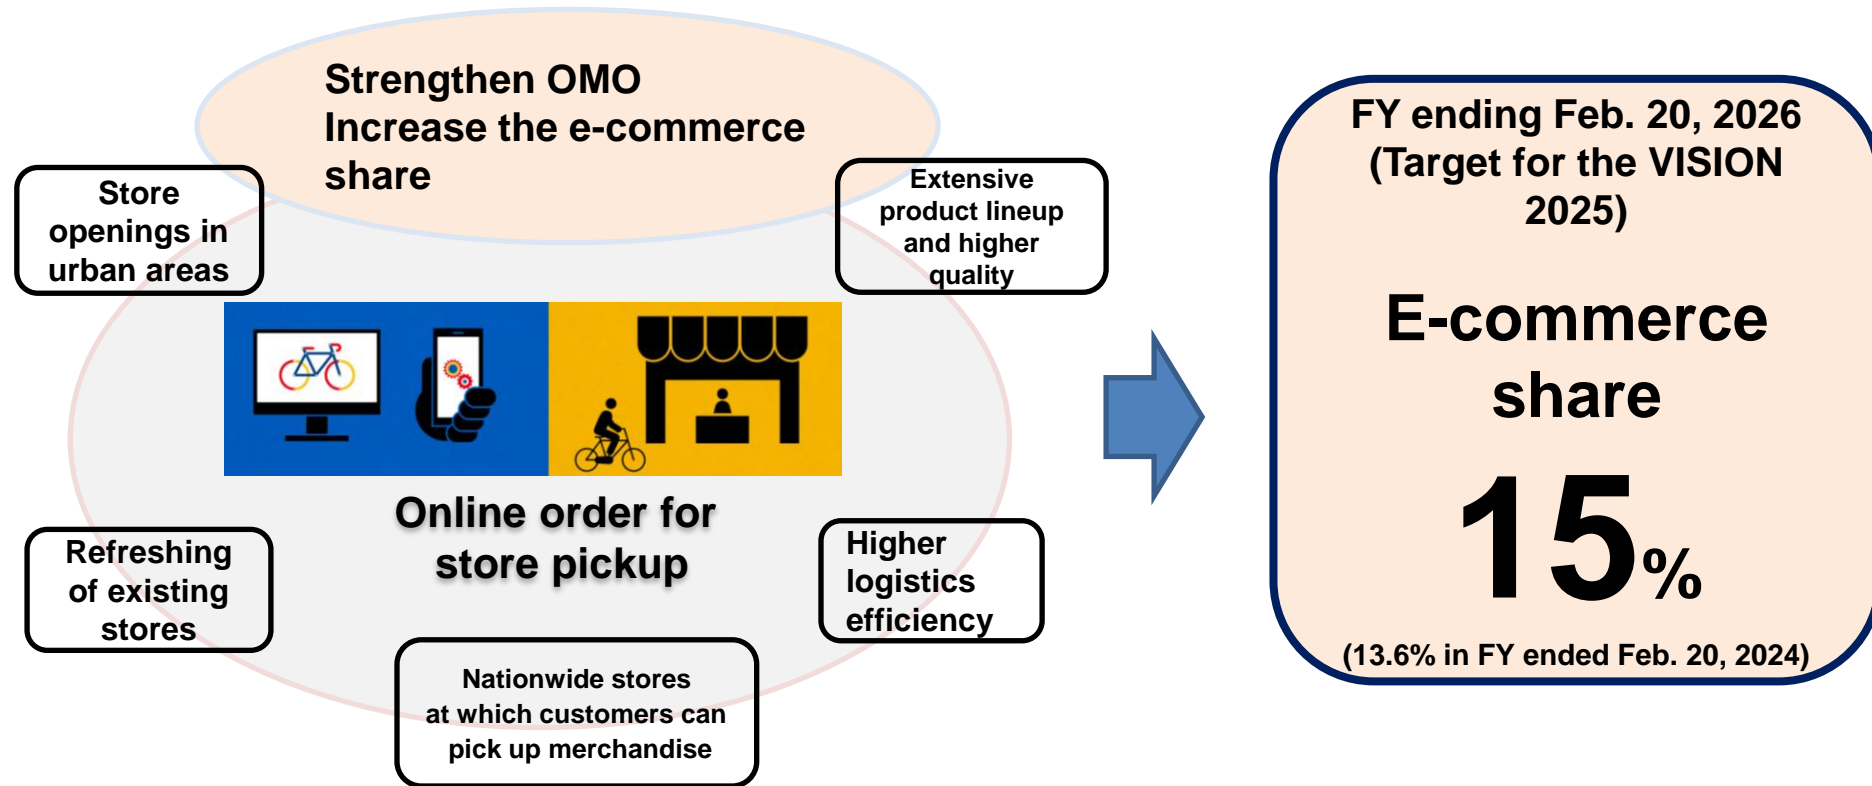 Strengthen OMO
Increase the e-commerce
share
Store
openings in
urban areas
Extensive
product lineup
and higher
quality
Online order for
store pickup
Refreshing
of existing
stores
Higher
logistics
efficiency
Nationwide stores
at which customers can
pick up merchandise
FY ending Feb. 20, 2026
(Target for the VISION
2025)
E-commerce
share
15%
(13.6% in FY ended Feb. 20, 2024)